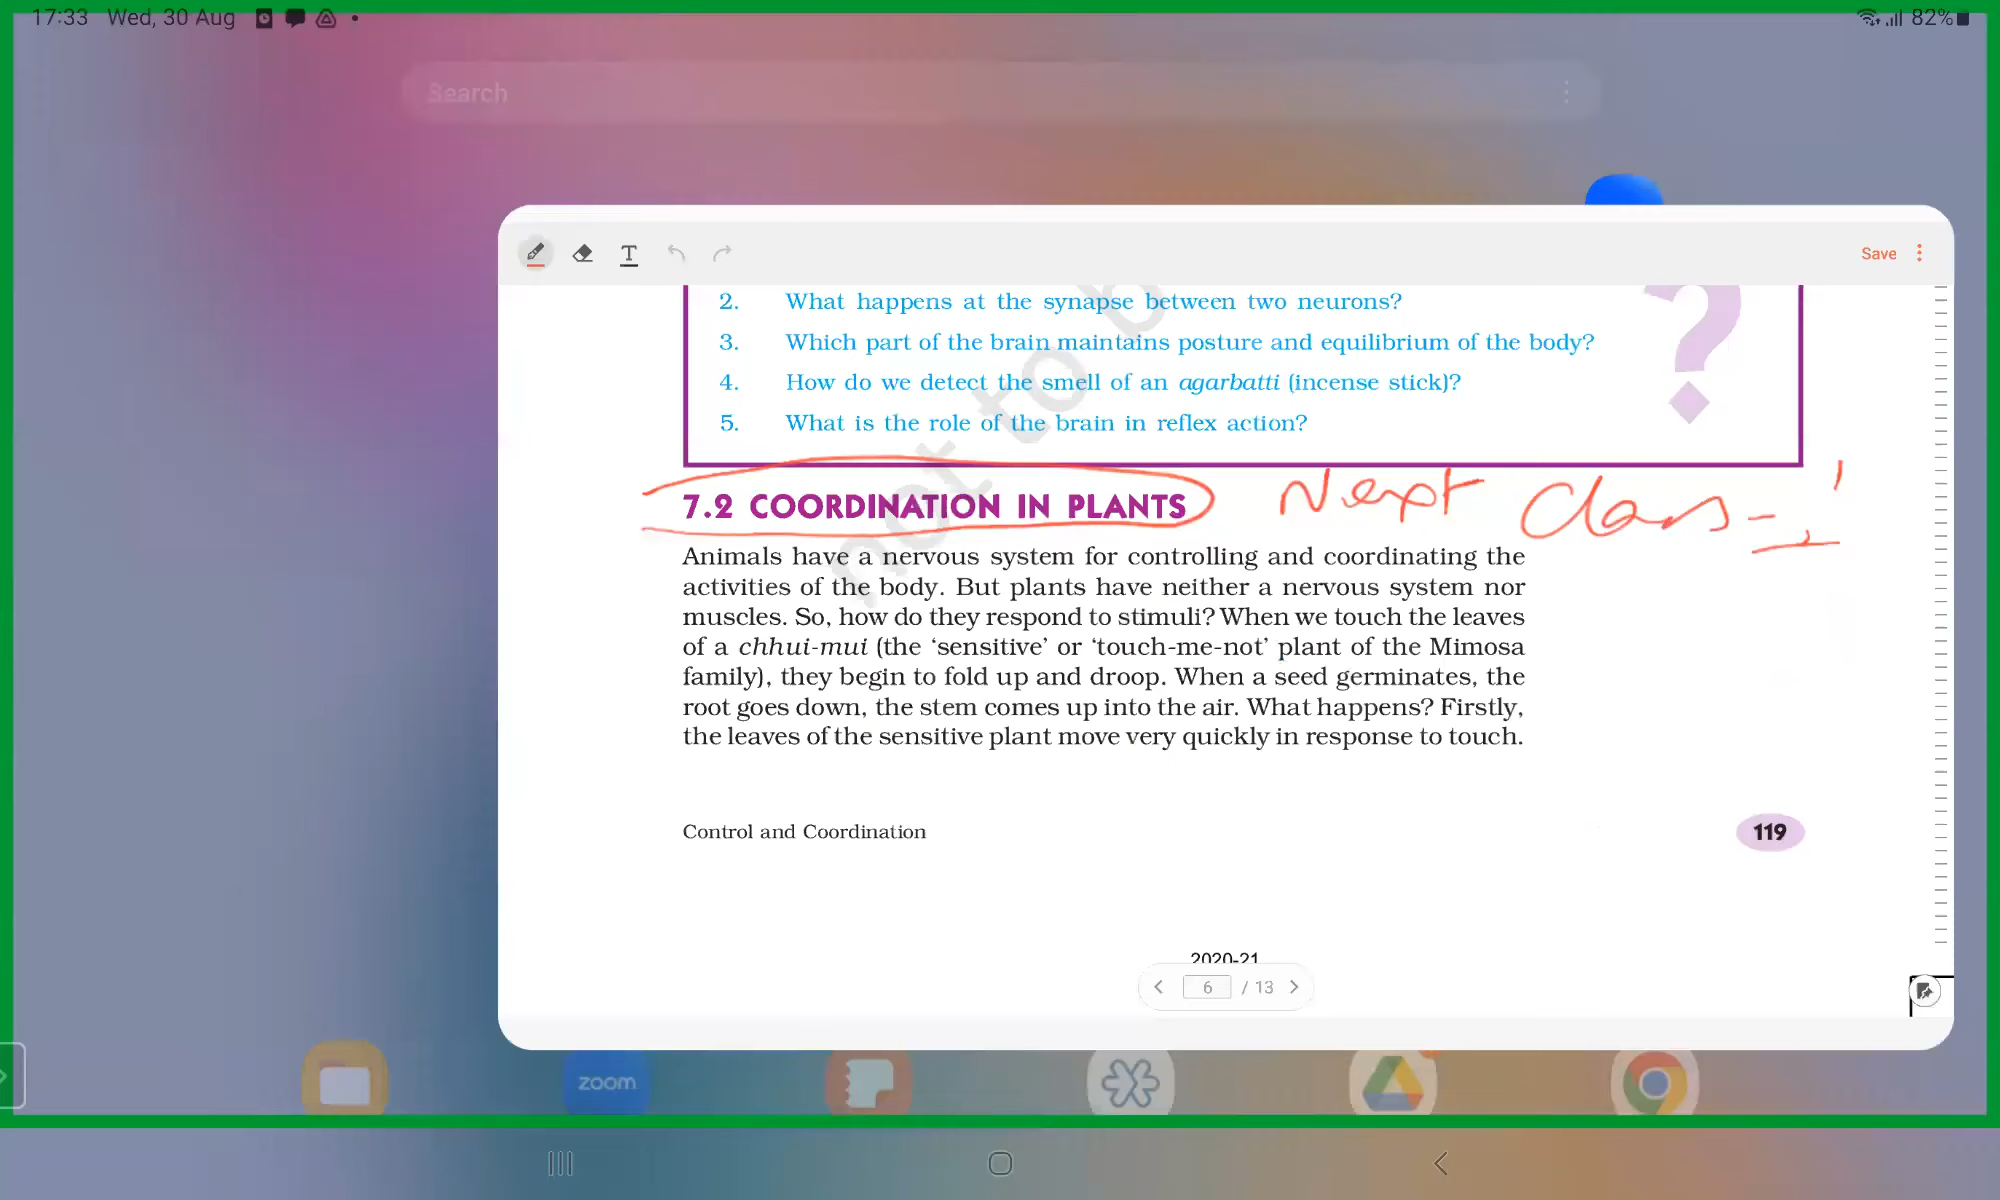 17:33 Wed, 30 Aug
82%
Search
T
Save
2. What happens at the synapse between two neurons?
3. Which part of the brain maintains posture and equilibrium of the body?
4. How do we detect the smell of an agarbatti (incense stick)?
5. What is the role of the brain in reflex action?
?
not to b
7.2 COORDINATION IN PLANTS
Next Class
Animals have a nervous system for controlling and coordinating the
activities of the body. But plants have neither a nervous system nor
muscles. So, how do they respond to stimuli? When we touch the leaves
of a chhui-mui (the ‘sensitive’ or ‘touch-me-not’ plant of the Mimosa
family), they begin to fold up and droop. When a seed germinates, the
root goes down, the stem comes up into the air. What happens? Firstly,
the leaves of the sensitive plant move very quickly in response to touch.
Control and Coordination
119
2020-21
6 / 13
zoom